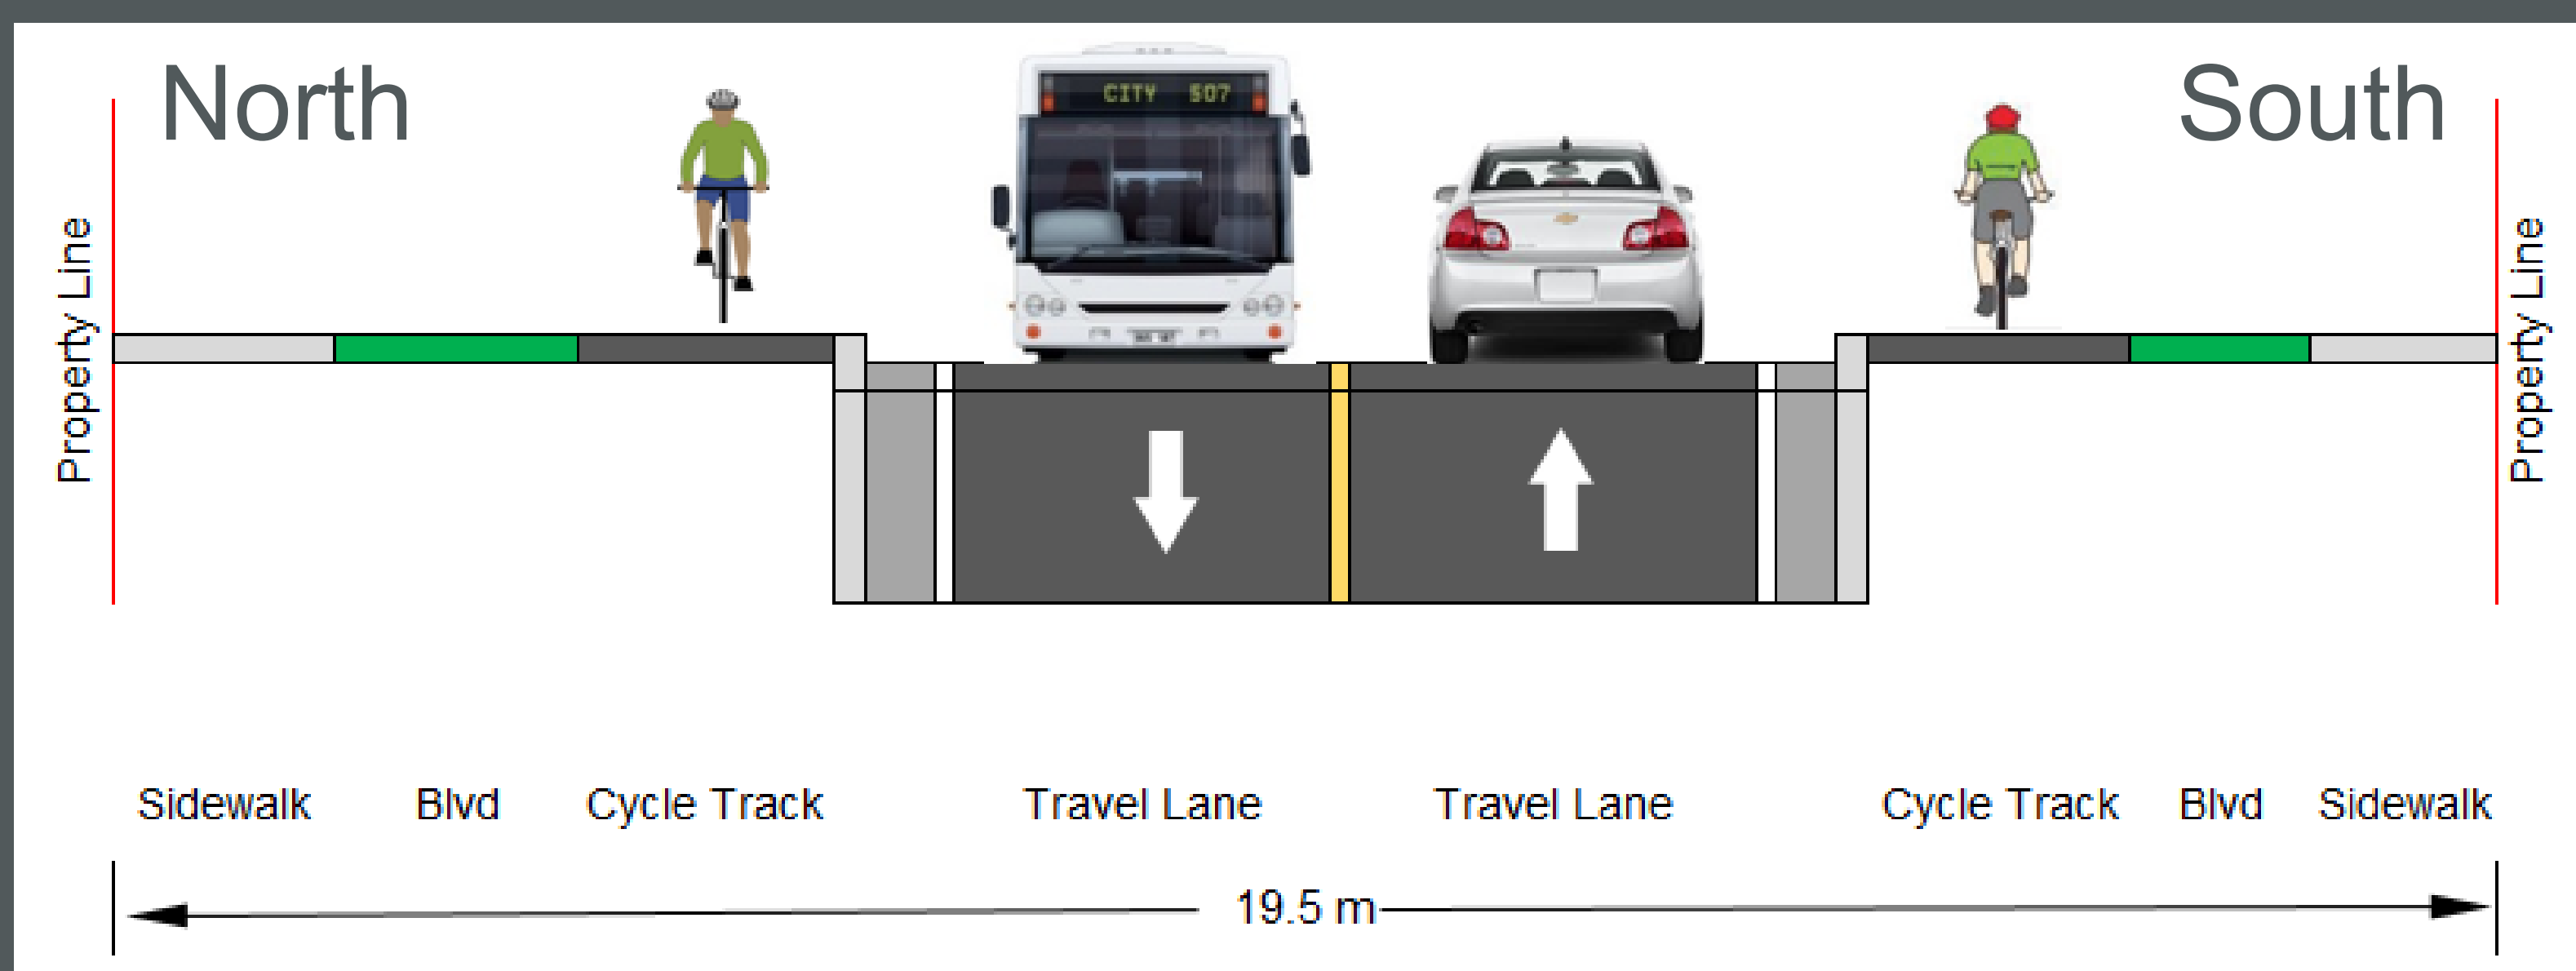 North
South
CITY 507
Property Line
Property Line
Sidewalk Blvd Cycle Track Travel Lane Travel Lane Cycle Track Blvd Sidewalk
19.5 m